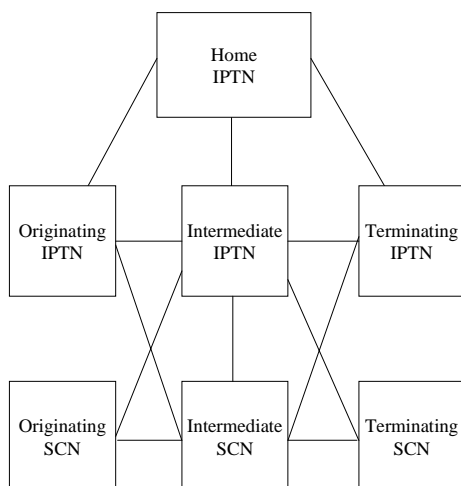 Home
IPTN
Originating
IPTN
Intermediate
IPTN
Terminating
IPTN
Originating
SCN
Intermediate
SCN
Terminating
SCN